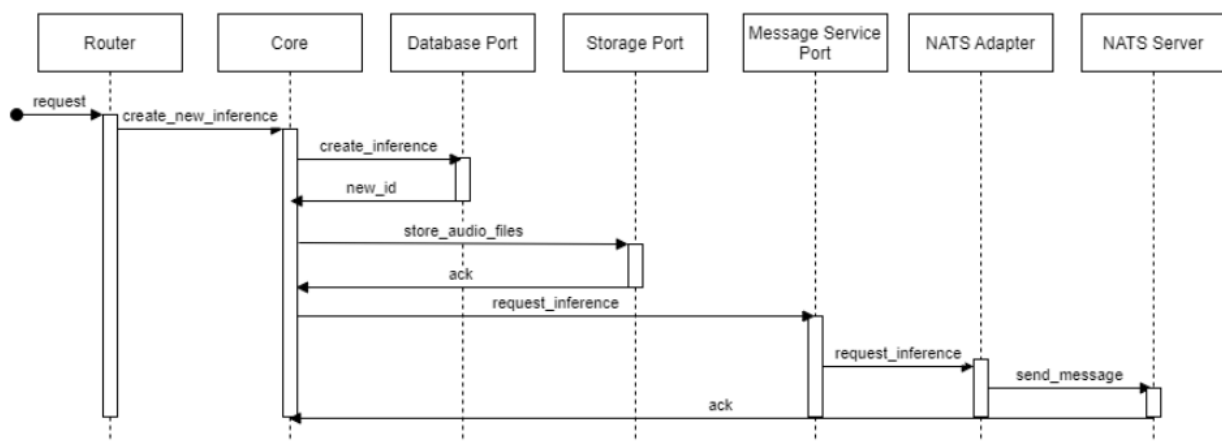 Router
Core
Database Port
Storage Port
Message Service
Port
NATS Adapter
NATS Server
request
create_new_inference
create_inference
new_id
store_audio_files
ack
request_inference
request_inference
send_message
ack